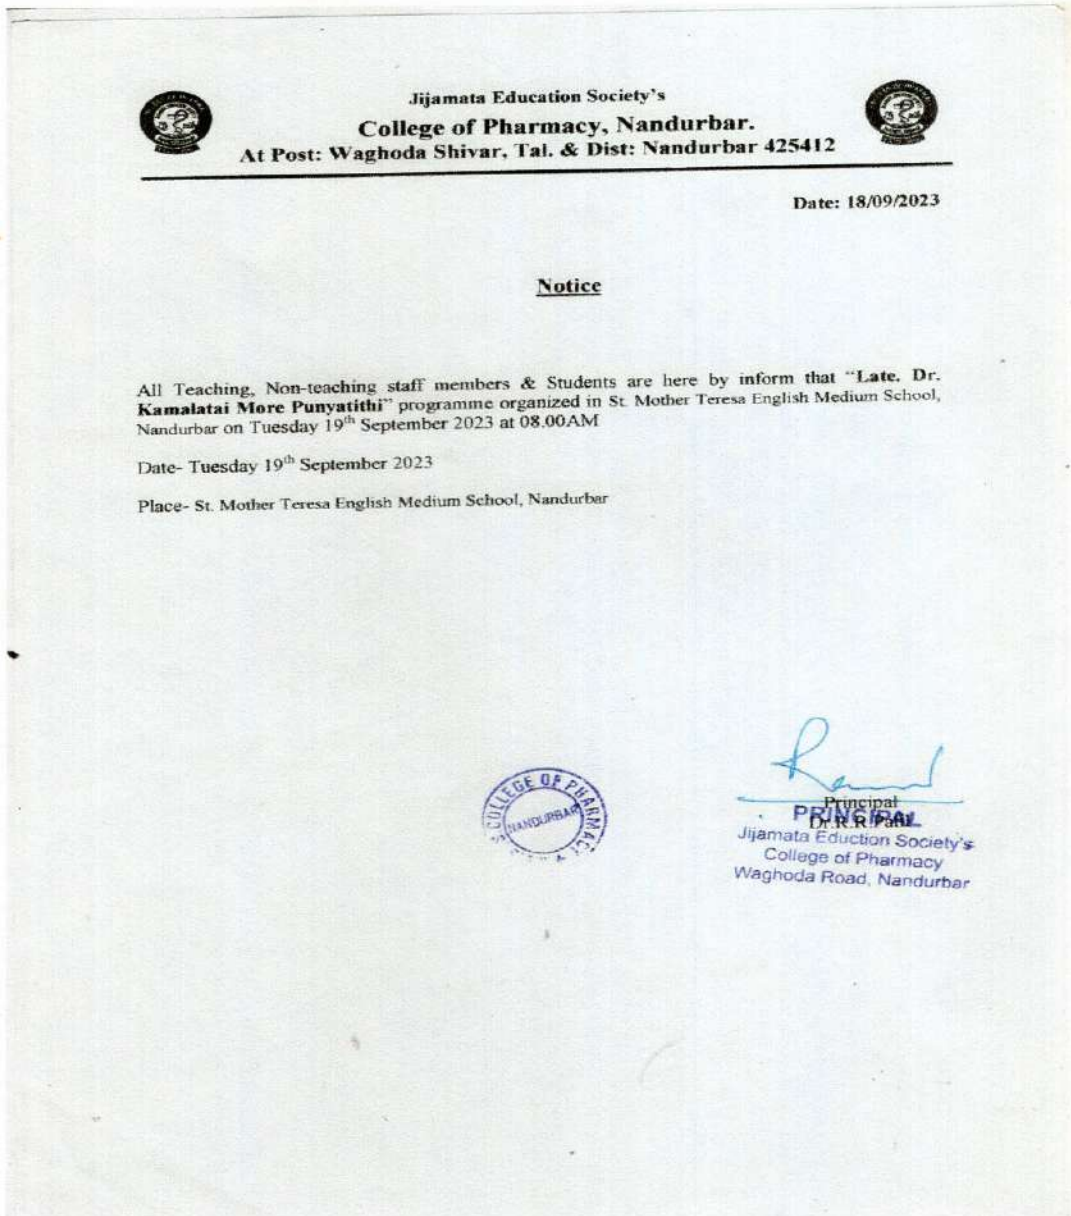 Jijamata Education Society's
College of Pharmacy, Nandurbar.
At Post: Waghoda Shivar, Tal. & Dist: Nandurbar 425412
Date: 18/09/2023
Notice
All Teaching, Non-teaching staff members & Students are here by inform that "Late. Dr.
Kamalatai More Punyatithi" programme organized in St. Mother Teresa English Medium School,
Nandurbar on Tuesday 19th September 2023 at 08.00AM
Date- Tuesday 19th September 2023
Place- St. Mother Teresa English Medium School, Nandurbar
COLLEGE OF PHARMACY
NANDURBAR
Principal
PRINCIPAL
Dr.R.R.Patil
Jijamata Eduction Society's
College of Pharmacy
Waghoda Road, Nandurbar